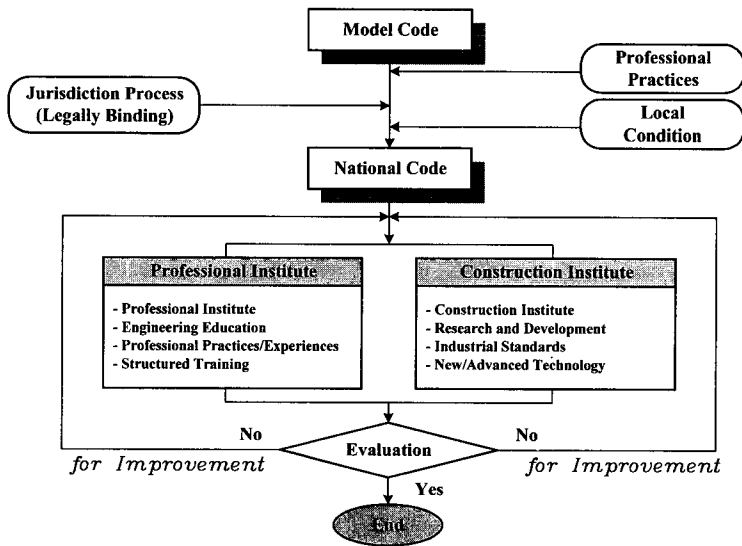 Model Code
Professional
Practices
Jurisdiction Process
(Legally Binding)
Local
Condition
National Code
Professional Institute
- Professional Institute
- Engineering Education
- Professional Practices/Experiences
- Structured Training
Construction Institute
- Construction Institute
- Research and Development
- Industrial Standards
- New/Advanced Technology
No
for Improvement
Evaluation
No
for Improvement
Yes
End